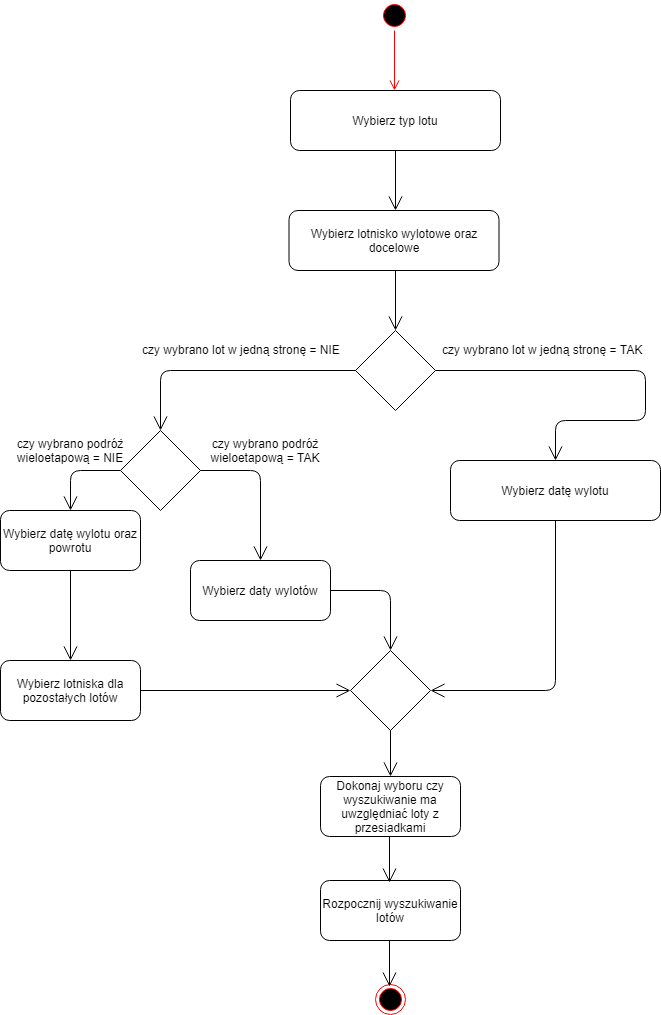 Wybierz typ lotu
Wybierz lotnisko wylotowe oraz
docelowe
czy wybrano lot w jedną stronę = NIE
czy wybrano lot w jedną stronę = TAK
czy wybrano podróż
wieloetapową = NIE
czy wybrano podróż
wieloetapową = TAK
Wybierz datę wylotu
Wybierz datę wylotu oraz
powrotu
Wybierz daty wylotów
Wybierz lotniska dla
pozostałych lotów
Dokonaj wyboru czy
wyszukiwanie ma
uwzględniać loty z
przesiadkami
Rozpocznij wyszukiwanie
lotów